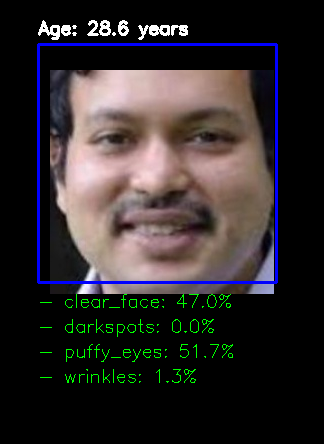 Age: 28.6 years
- clear_face: 47.0%
- darkspots: 0.0%
- puffy_eyes: 51.7%
- wrinkles: 1.3%